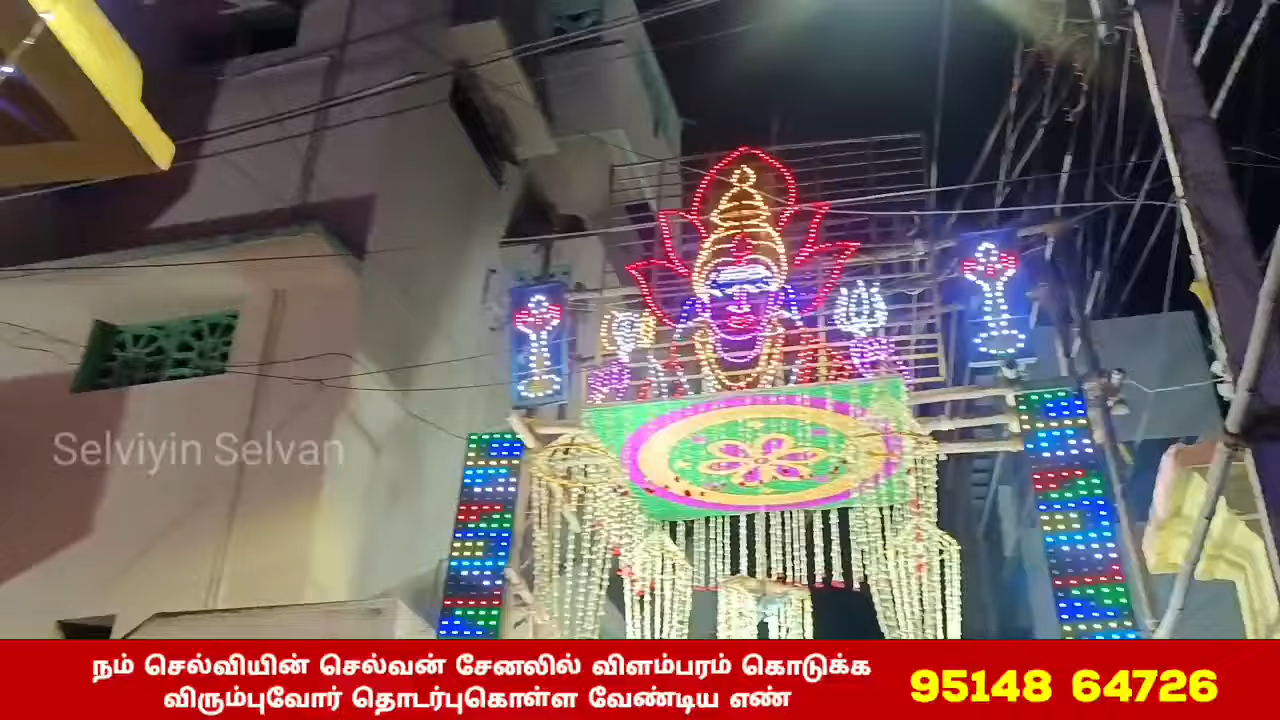 Selviyin Selvan
நம் செல்வியின் செல்வன் சேனலில் விளம்பரம் கொடுக்க
விரும்புவோர் தொடர்புகொள்ள வேண்டிய எண்
95148 64726